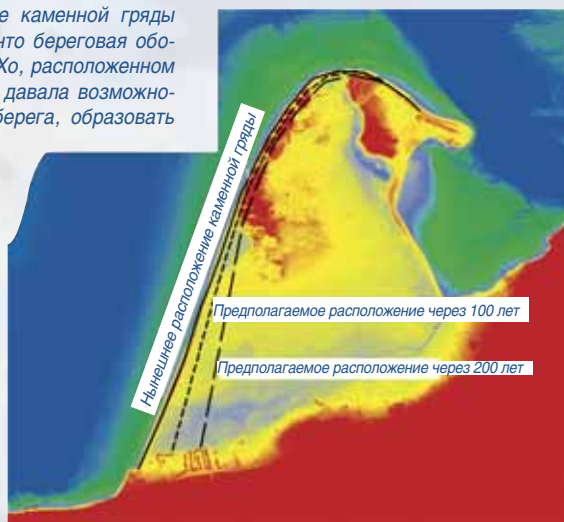 е каменной гряды
что береговая обо-
Хо, расположенном
давала возможно-
берега, образовать
Нынешнее расположение каменной гряды
Предполагаемое расположение через 100 лет
Предполагаемое расположение через 200 лет